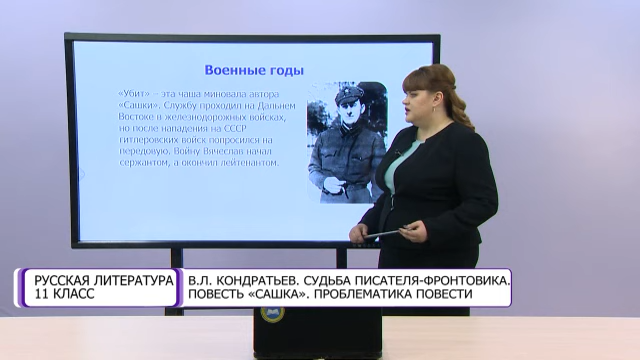 Военные годы
«Убит» – эта чаша миновала автора
«Сашки». Службу проходил на Дальнем
Востоке в железнодорожных войсках,
но после нападения на СССР
гитлеровских войск попросился на
передовую. Войну Вячеслав начал
сержантом, а окончил лейтенантом.
РУССКАЯ ЛИТЕРАТУРА
11 КЛАСС
В.Л. КОНДРАТЬЕВ. СУДЬБА ПИСАТЕЛЯ-ФРОНТОВИКА.
ПОВЕСТЬ «САШКА». ПРОБЛЕМАТИКА ПОВЕСТИ